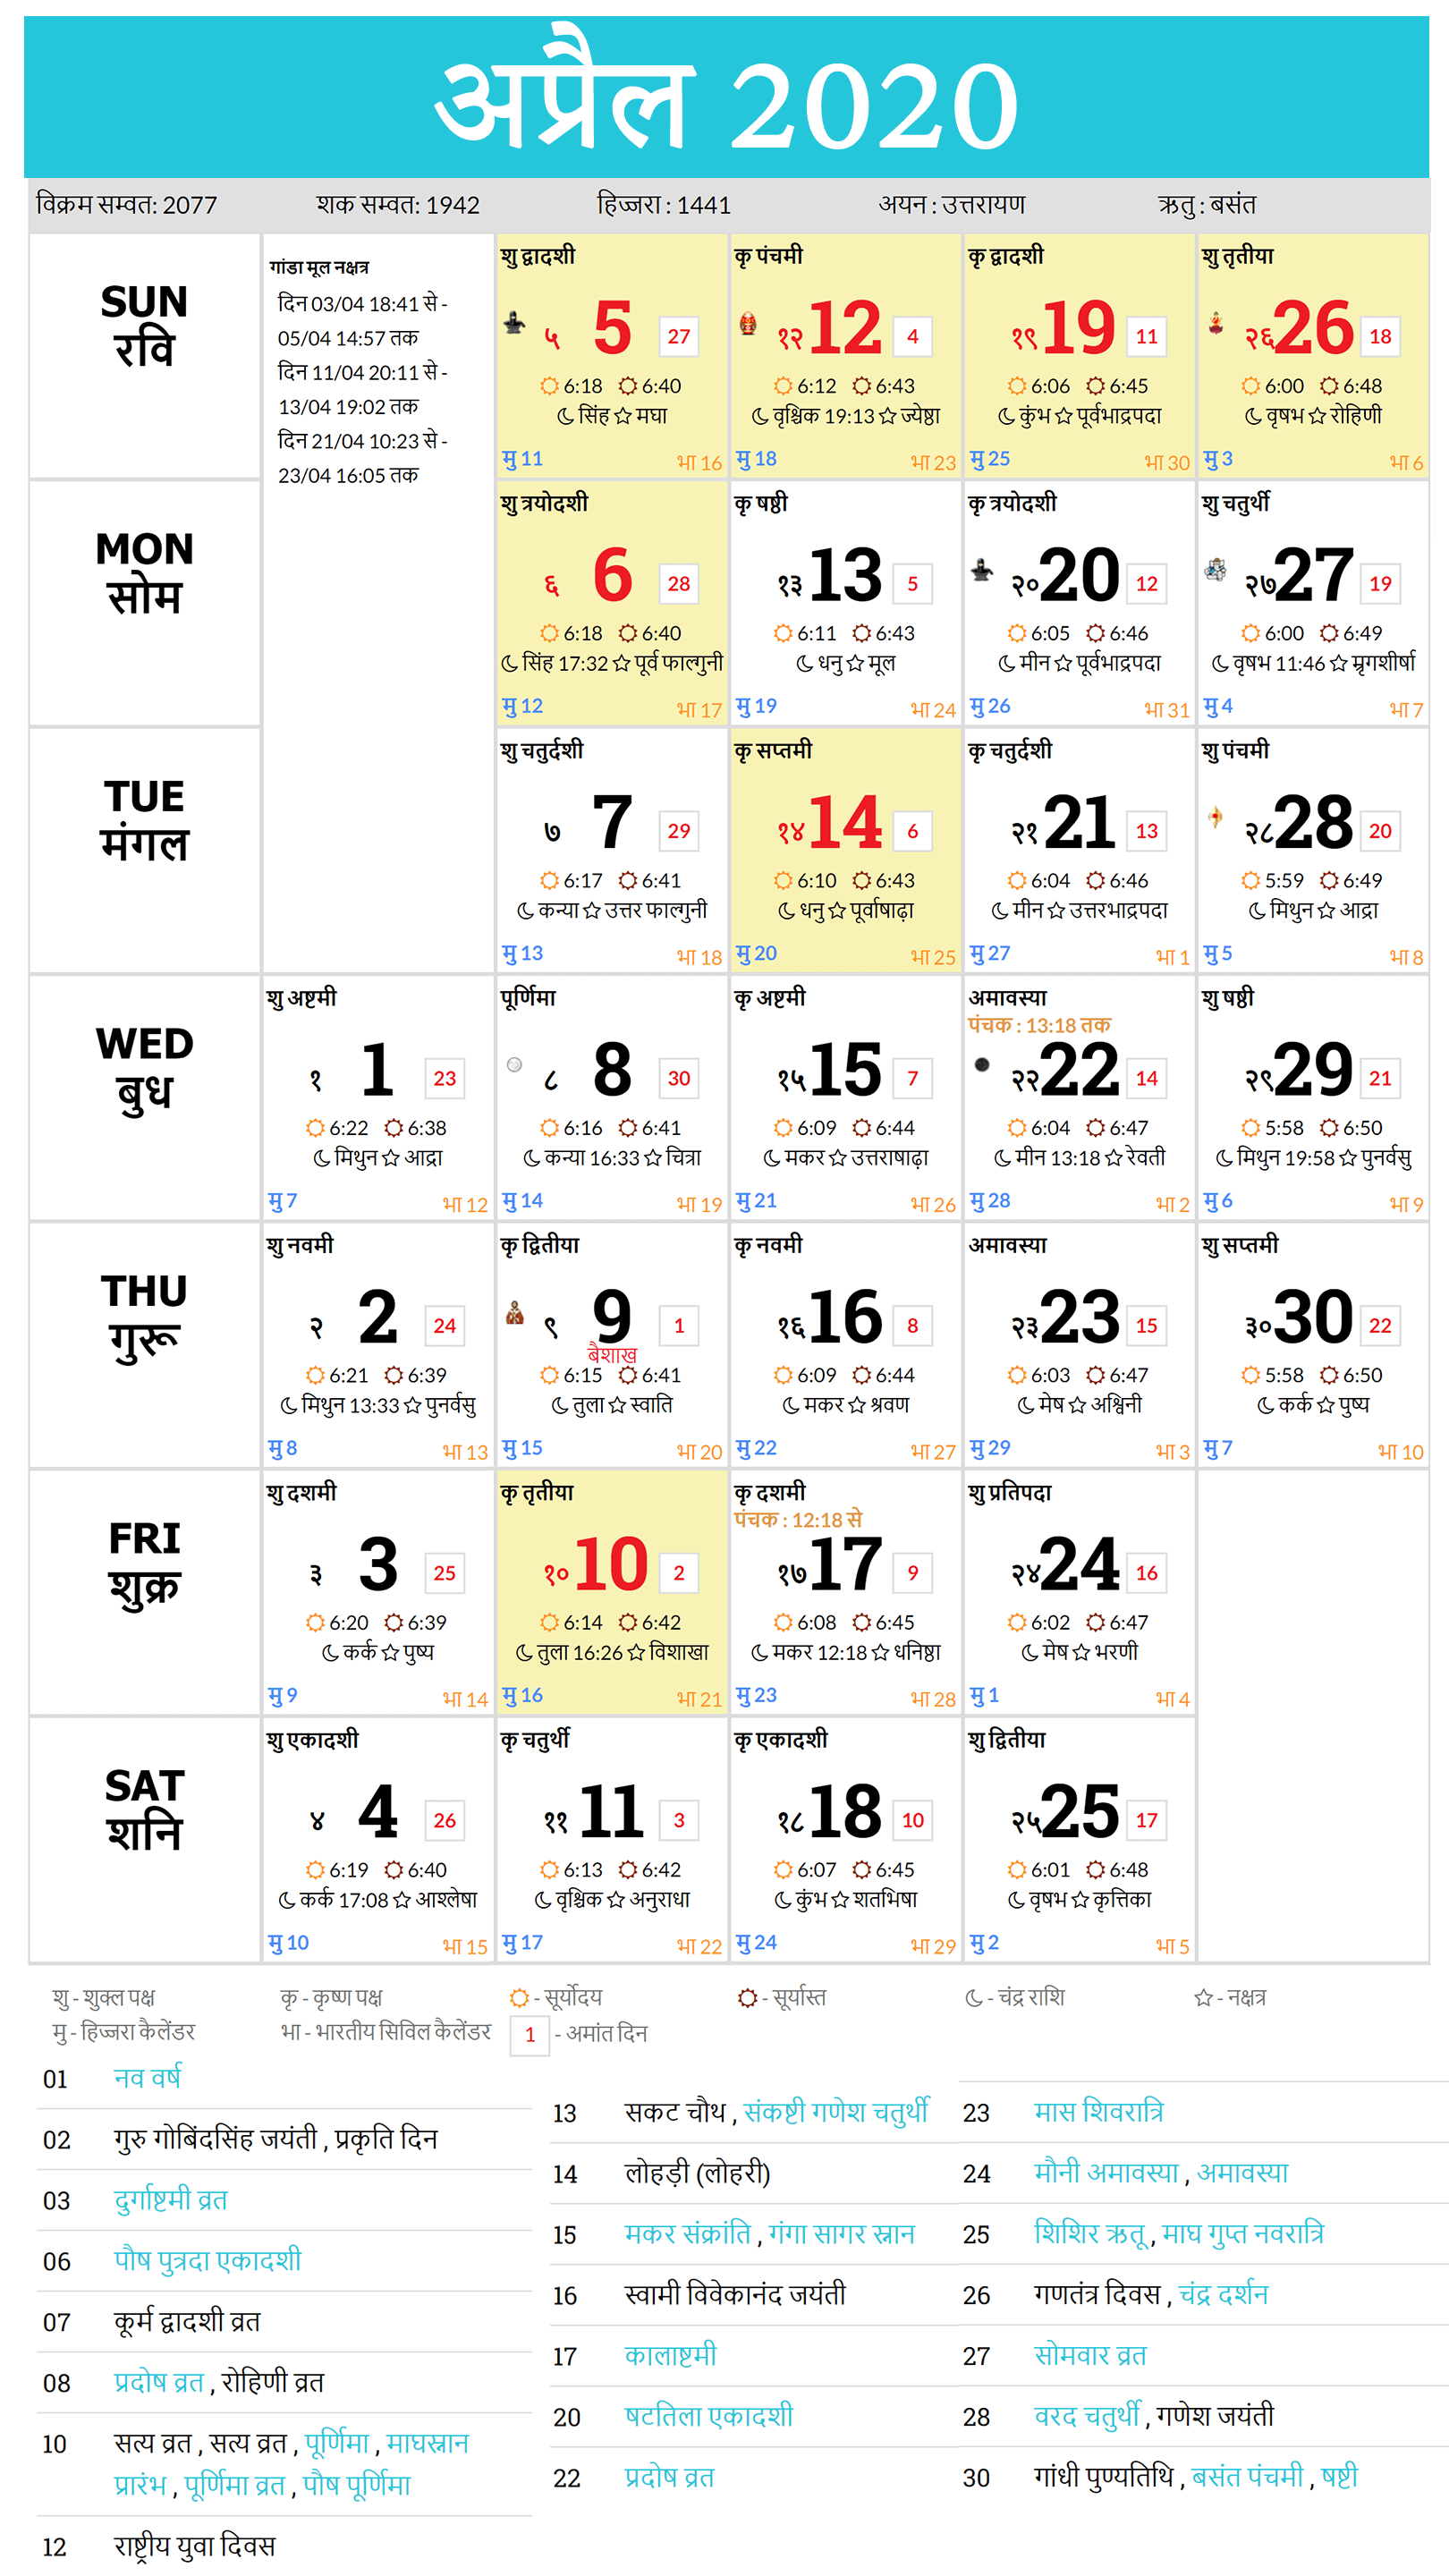 अप्रैल 2020
विक्रम सम्वत: 2077 शक सम्वत: 1942 हिज्जरा : 1441 अयन : उत्तरायण ऋतु : बसंत
SUN
रवि
गांडा मूल नक्षत्र
दिन 03/04 18:41 से -
05/04 14:57 तक
दिन 11/04 20:11 से -
13/04 19:02 तक
दिन 21/04 10:23 से -
23/04 16:05 तक
शु द्वादशी
५ 5 27
6:18 6:40
सिंह मघा
मु 11 भा 16
कृ पंचमी
१२ 12 4
6:12 6:43
वृश्चिक 19:13 ज्येष्ठा
मु 18 भा 23
कृ द्वादशी
१९ 19 11
6:06 6:45
कुंभ पूर्वभाद्रपदा
मु 25 भा 30
शु तृतीया
२६ 26 18
6:00 6:48
वृषभ रोहिणी
मु 3 भा 6
MON
सोम
शु त्रयोदशी
६ 6 28
6:18 6:40
सिंह 17:32 पूर्व फाल्गुनी
मु 12 भा 17
कृ षष्ठी
१३ 13 5
6:11 6:43
धनु मूल
मु 19 भा 24
कृ त्रयोदशी
२० 20 12
6:05 6:46
मीन पूर्वभाद्रपदा
मु 26 भा 31
शु चतुर्थी
२७ 27 19
6:00 6:49
वृषभ 11:46 म्रृगशीर्षा
मु 4 भा 7
TUE
मंगल
शु चतुर्दशी
७ 7 29
6:17 6:41
कन्या उत्तर फाल्गुनी
मु 13 भा 18
कृ सप्तमी
१४ 14 6
6:10 6:43
धनु पूर्वाषाढ़ा
मु 20 भा 25
कृ चतुर्दशी
२१ 21 13
6:04 6:46
मीन उत्तरभाद्रपदा
मु 27 भा 1
शु पंचमी
२८ 28 20
5:59 6:49
मिथुन आद्रा
मु 5 भा 8
WED
बुध
शु अष्टमी
१ 1 23
6:22 6:38
मिथुन आद्रा
मु 7 भा 12
पूर्णिमा
८ 8 30
6:16 6:41
कन्या 16:33 चित्रा
मु 14 भा 19
कृ अष्टमी
१५ 15 7
6:09 6:44
मकर उत्तराषाढ़ा
मु 21 भा 26
अमावस्या
पंचक : 13:18 तक
२२ 22 14
6:04 6:47
मीन 13:18 रेवती
मु 28 भा 2
शु षष्ठी
२९ 29 21
5:58 6:50
मिथुन 19:58 पुनर्वसु
मु 6 भा 9
THU
गुरू
शु नवमी
२ 2 24
6:21 6:39
मिथुन 13:33 पुनर्वसु
मु 8 भा 13
कृ द्वितीया
९ 9 1
बैशाख
6:15 6:41
तुला स्वाति
मु 15 भा 20
कृ नवमी
१६ 16 8
6:09 6:44
मकर श्रवण
मु 22 भा 27
अमावस्या
२३ 23 15
6:03 6:47
मेष अश्विनी
मु 29 भा 3
शु सप्तमी
३० 30 22
5:58 6:50
कर्क पुष्य
मु 7 भा 10
FRI
शुक्र
शु दशमी
३ 3 25
6:20 6:39
कर्क पुष्य
मु 9 भा 14
कृ तृतीया
१० 10 2
6:14 6:42
तुला 16:26 विशाखा
मु 16 भा 21
कृ दशमी
पंचक : 12:18 से
१७ 17 9
6:08 6:45
मकर 12:18 धनिष्ठा
मु 23 भा 28
शु प्रतिपदा
२४ 24 16
6:02 6:47
मेष भरणी
मु 1 भा 4
SAT
शनि
शु एकादशी
४ 4 26
6:19 6:40
कर्क 17:08 आश्लेषा
मु 10 भा 15
कृ चतुर्थी
११ 11 3
6:13 6:42
वृश्चिक अनुराधा
मु 17 भा 22
कृ एकादशी
१८ 18 10
6:07 6:45
कुंभ शतभिषा
मु 24 भा 29
शु द्वितीया
२५ 25 17
6:01 6:48
वृषभ कृत्तिका
मु 2 भा 5
शु - शुक्ल पक्ष कृ - कृष्ण पक्ष - सूर्योदय - सूर्यास्त - चंद्र राशि - नक्षत्र
मु - हिज्जरा कैलेंडर भा - भारतीय सिविल कैलेंडर 1 - अमांत दिन
01 नव वर्ष
02 गुरु गोबिंदसिंह जयंती , प्रकृति दिन
03 दुर्गाष्टमी व्रत
06 पौष पुत्रदा एकादशी
07 कूर्म द्वादशी व्रत
08 प्रदोष व्रत , रोहिणी व्रत
10 सत्य व्रत , सत्य व्रत , पूर्णिमा , माघस्नान
प्रारंभ , पूर्णिमा व्रत , पौष पूर्णिमा
12 राष्ट्रीय युवा दिवस
13 सकट चौथ , संकष्टी गणेश चतुर्थी
14 लोहड़ी (लोहरी)
15 मकर संक्रांति , गंगा सागर स्नान
16 स्वामी विवेकानंद जयंती
17 कालाष्टमी
20 षटतिला एकादशी
22 प्रदोष व्रत
23 मास शिवरात्रि
24 मौनी अमावस्या , अमावस्या
25 शिशिर ऋतू , माघ गुप्त नवरात्रि
26 गणतंत्र दिवस , चंद्र दर्शन
27 सोमवार व्रत
28 वरद चतुर्थी , गणेश जयंती
30 गांधी पुण्यतिथि , बसंत पंचमी , षष्टी